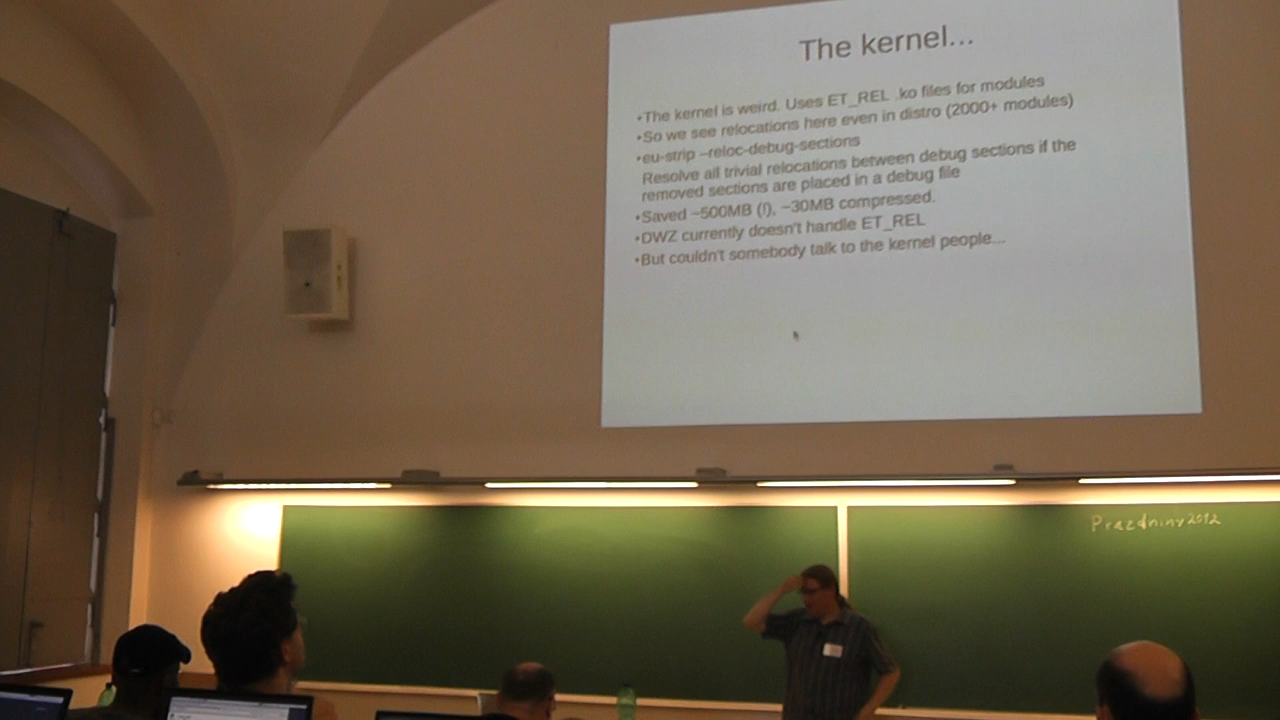 The kernel...
•The kernel is weird. Uses ET_REL .ko files for modules
•So we see relocations here even in distro (2000+ modules)
•eu-strip –reloc-debug-sections
Resolve all trivial relocations between debug sections if the
removed sections are placed in a debug file
•Saved ~500MB (!), ~30MB compressed.
•DWZ currently doesn't handle ET_REL
•But couldn't somebody talk to the kernel people...
Prazdniny 2012